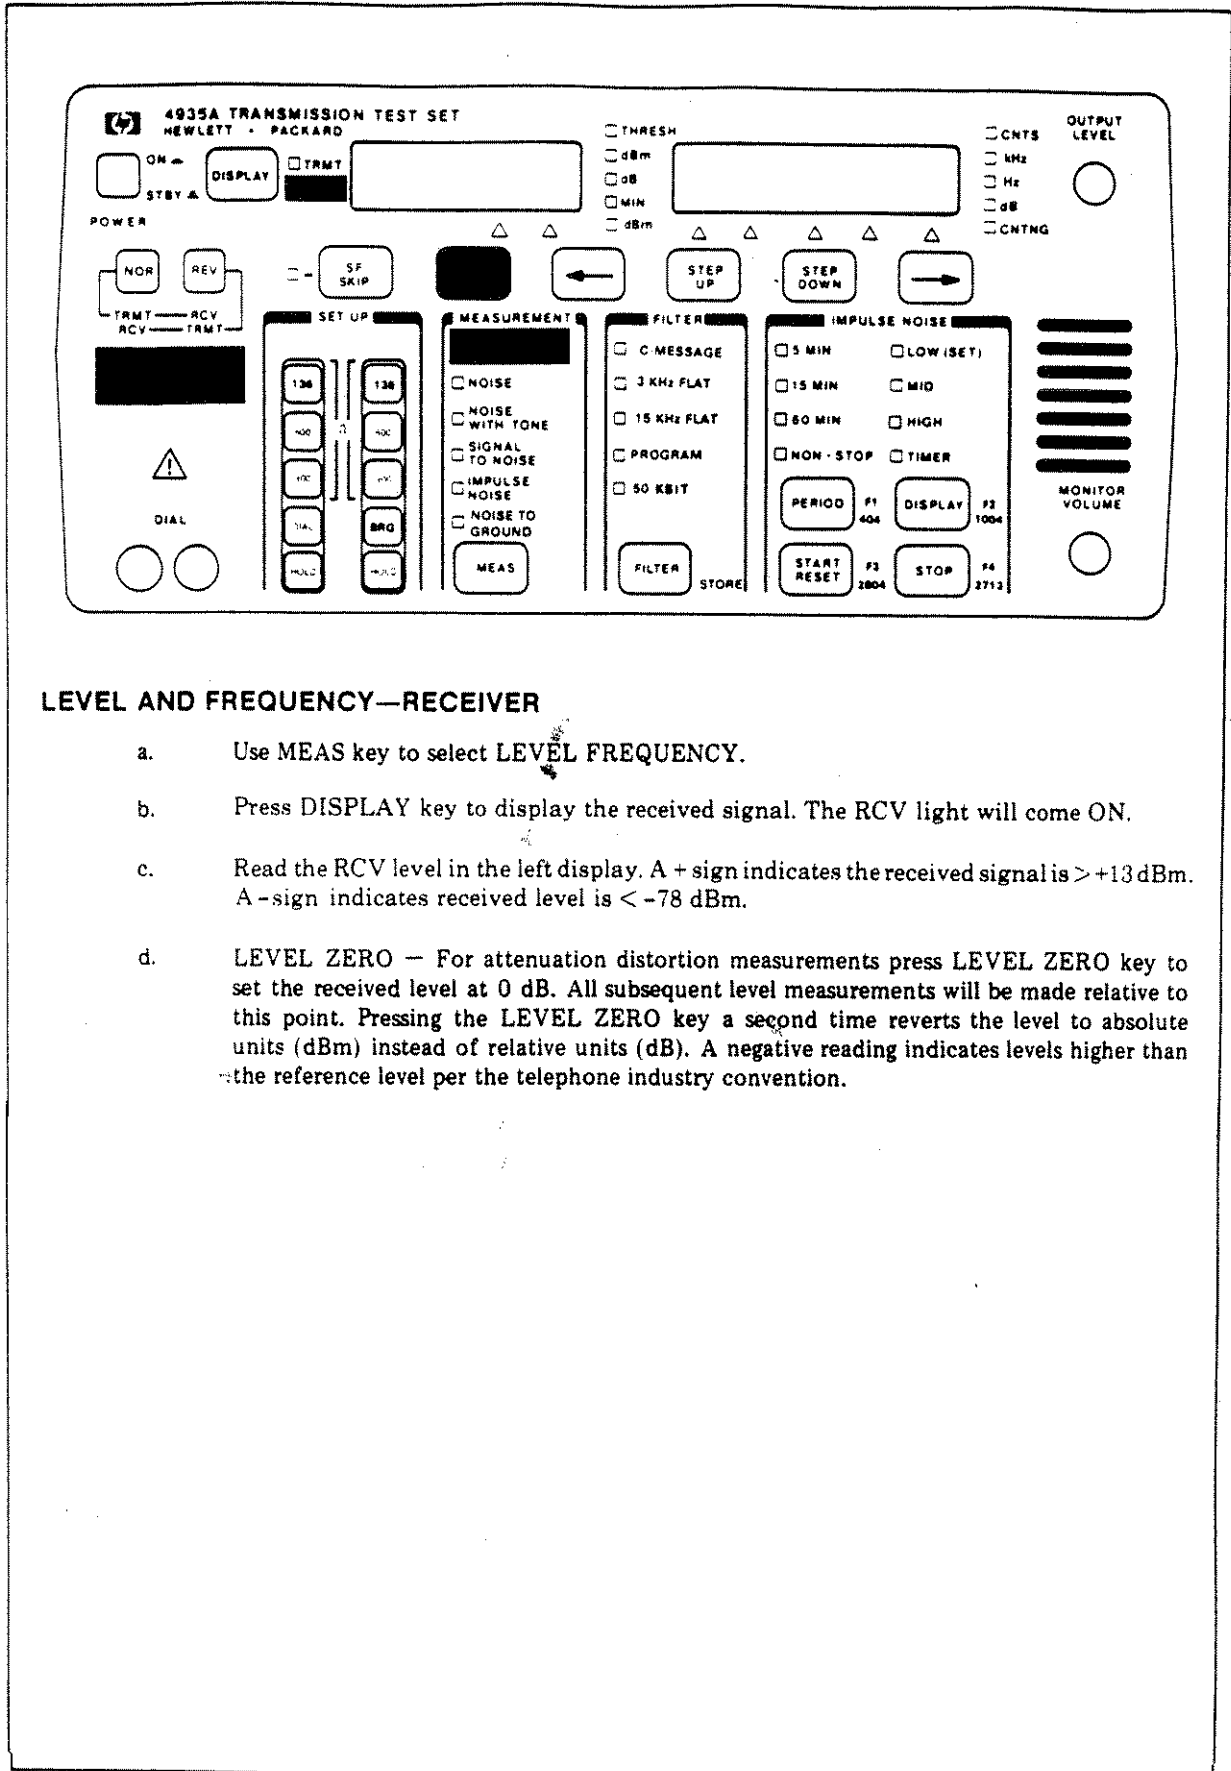 hp
4935A TRANSMISSION TEST SET
HEWLETT · PACKARD
ON
STBY
POWER
DISPLAY
TRMT
THRESH
dBm
dB
MIN
dBm
CNTS
kHz
Hz
dB
CNTNG
OUTPUT
LEVEL
NOR
REV
TRMT RCV
RCV TRMT
SF
SKIP
STEP
UP
STEP
DOWN
SET UP
MEASUREMENT
FILTER
IMPULSE NOISE
135
135
600
600
DIAL
BRG
HOLD
HOLD
Ω
NOISE
NOISE
WITH TONE
SIGNAL
TO NOISE
IMPULSE
NOISE
NOISE TO
GROUND
MEAS
C-MESSAGE
3 KHz FLAT
15 KHz FLAT
PROGRAM
50 KBIT
FILTER
STORE
5 MIN
LOW (SET)
15 MIN
MID
60 MIN
HIGH
NON - STOP
TIMER
PERIOD
F1
404
DISPLAY
F2
1004
START
RESET
F3
2804
STOP
F4
2713
MONITOR
VOLUME
DIAL
LEVEL AND FREQUENCY—RECEIVER
a. Use MEAS key to select LEVEL FREQUENCY.
b. Press DISPLAY key to display the received signal. The RCV light will come ON.
c. Read the RCV level in the left display. A + sign indicates the received signal is > +13 dBm.
A - sign indicates received level is < -78 dBm.
d. LEVEL ZERO — For attenuation distortion measurements press LEVEL ZERO key to
set the received level at 0 dB. All subsequent level measurements will be made relative to
this point. Pressing the LEVEL ZERO key a second time reverts the level to absolute
units (dBm) instead of relative units (dB). A negative reading indicates levels higher than
the reference level per the telephone industry convention.